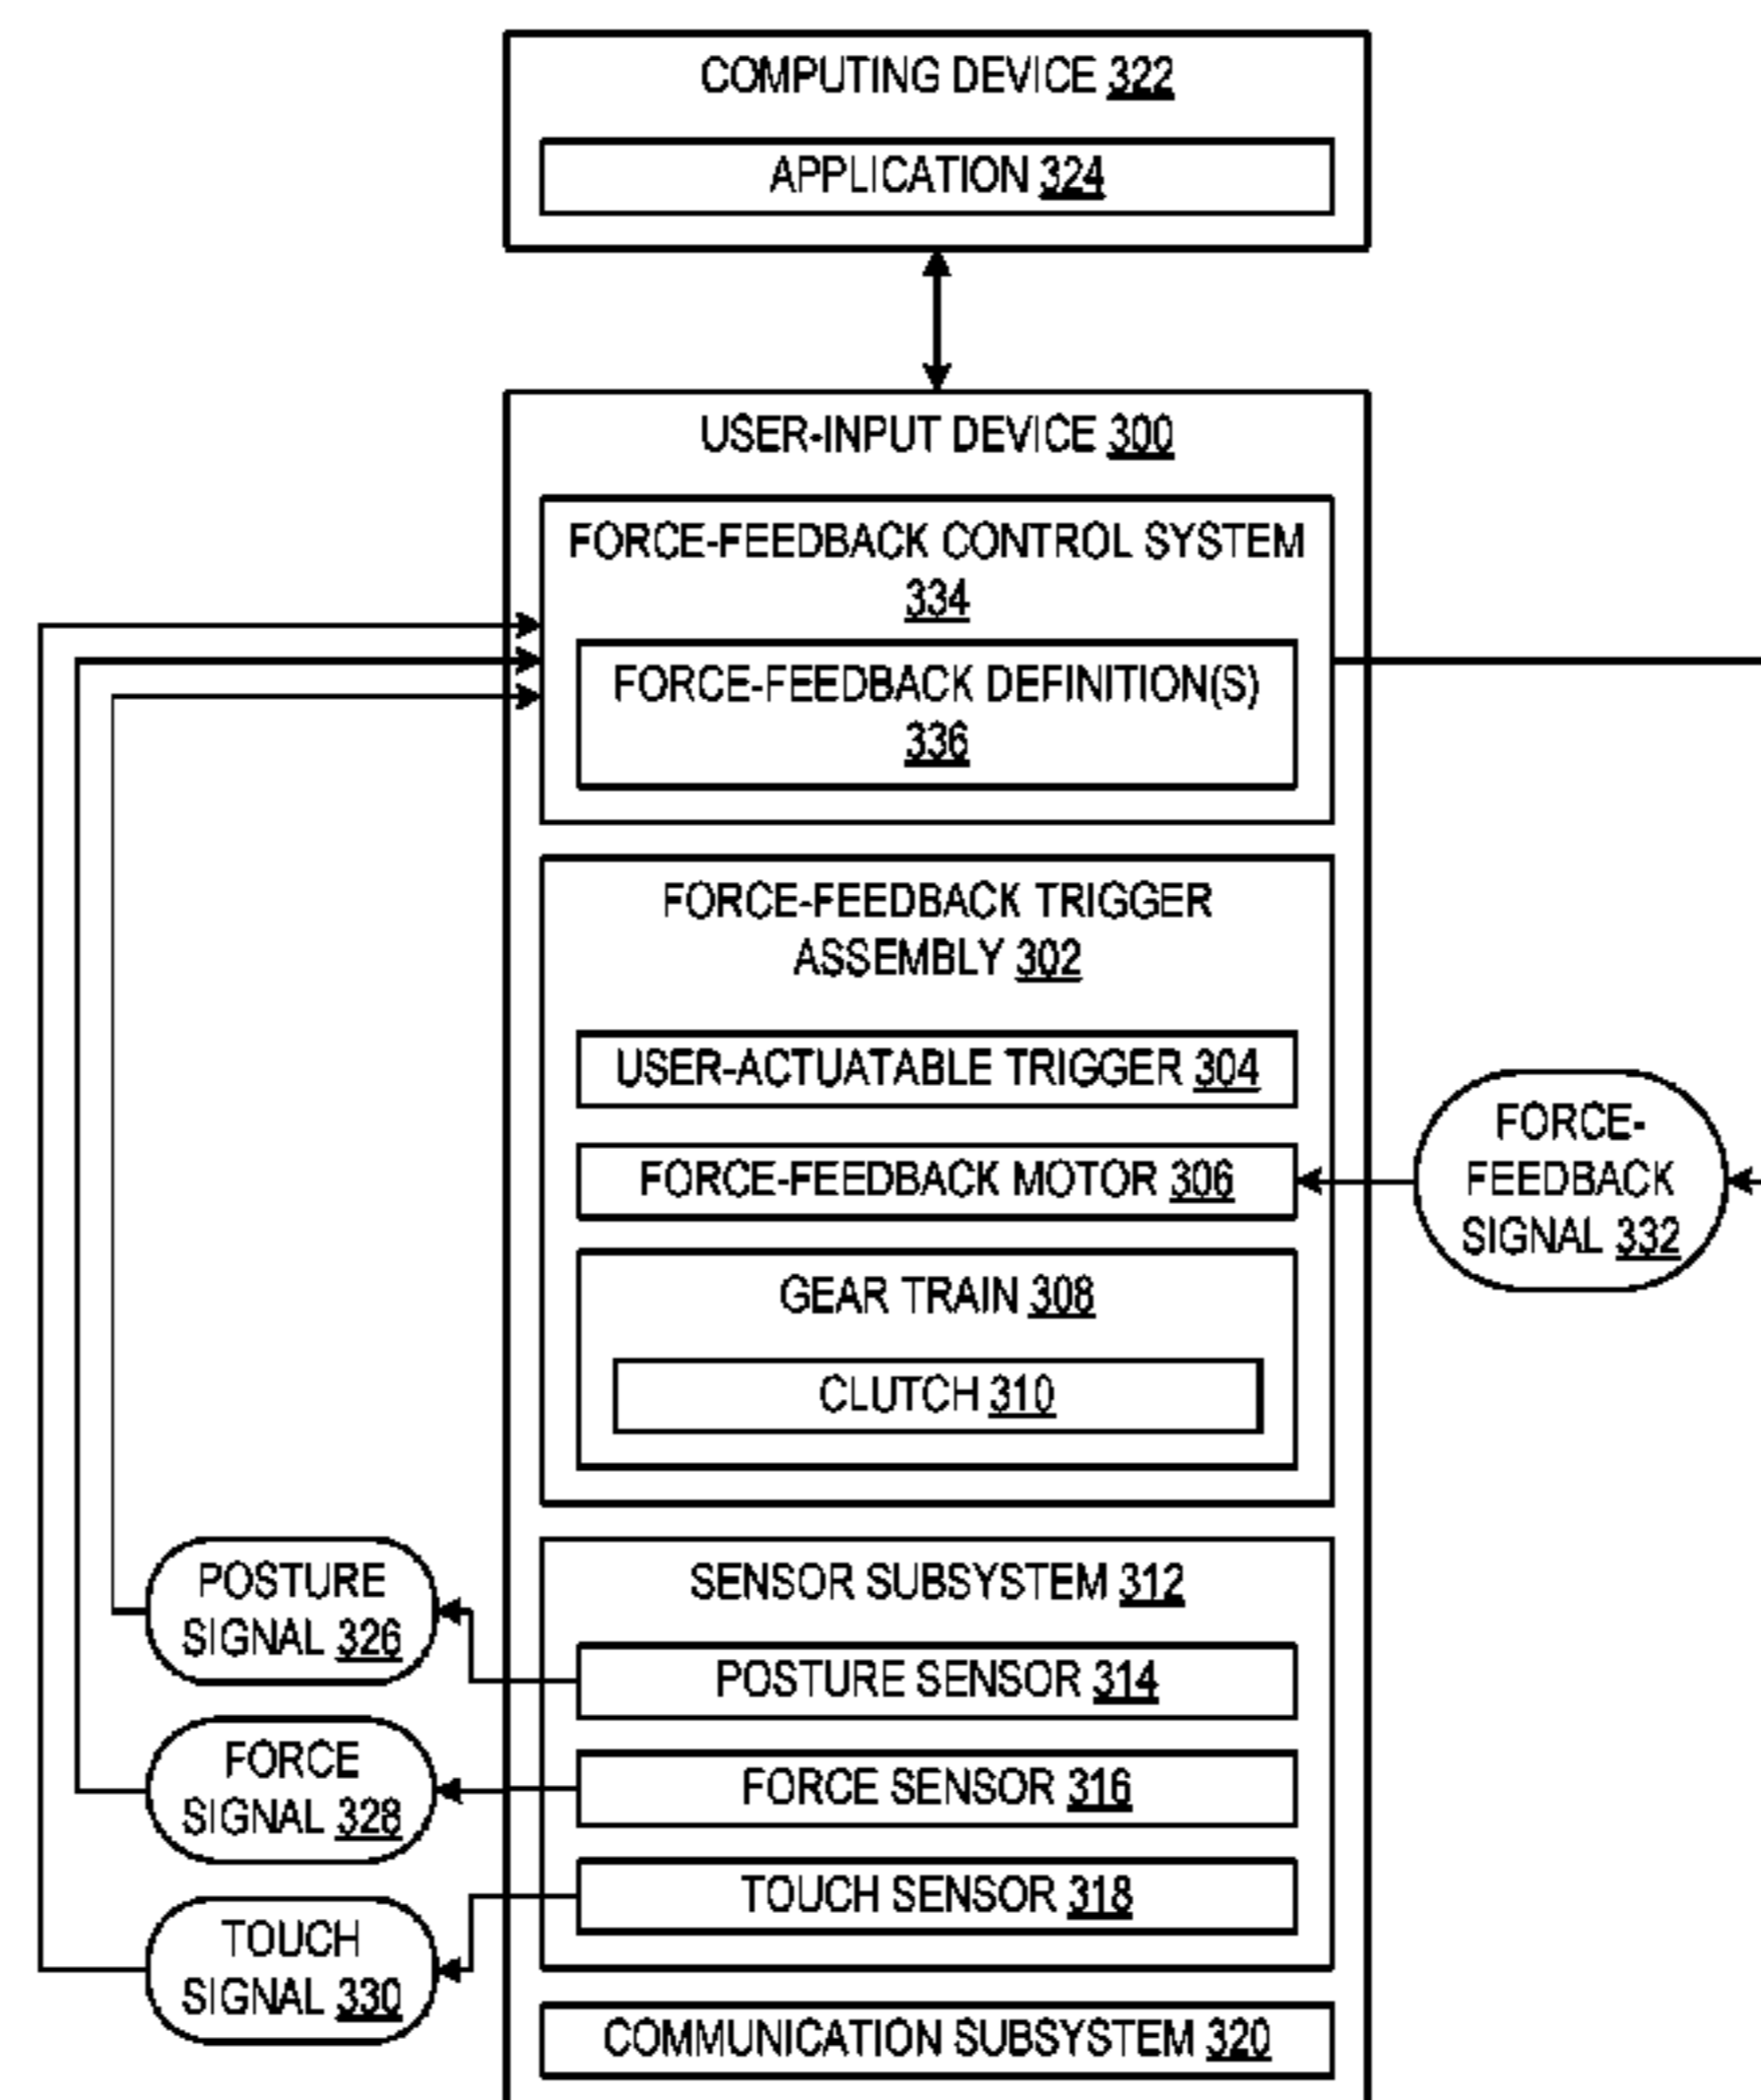 COMPUTING DEVICE 322
APPLICATION 324
USER-INPUT DEVICE 300
FORCE-FEEDBACK CONTROL SYSTEM
334
FORCE-FEEDBACK DEFINITION(S)
336
FORCE-FEEDBACK TRIGGER
ASSEMBLY 302
USER-ACTUATABLE TRIGGER 304
FORCE-FEEDBACK MOTOR 306
FORCE-
FEEDBACK
SIGNAL 332
GEAR TRAIN 308
CLUTCH 310
SENSOR SUBSYSTEM 312
POSTURE
SIGNAL 326
POSTURE SENSOR 314
FORCE
SIGNAL 328
FORCE SENSOR 316
TOUCH
SIGNAL 330
TOUCH SENSOR 318
COMMUNICATION SUBSYSTEM 320